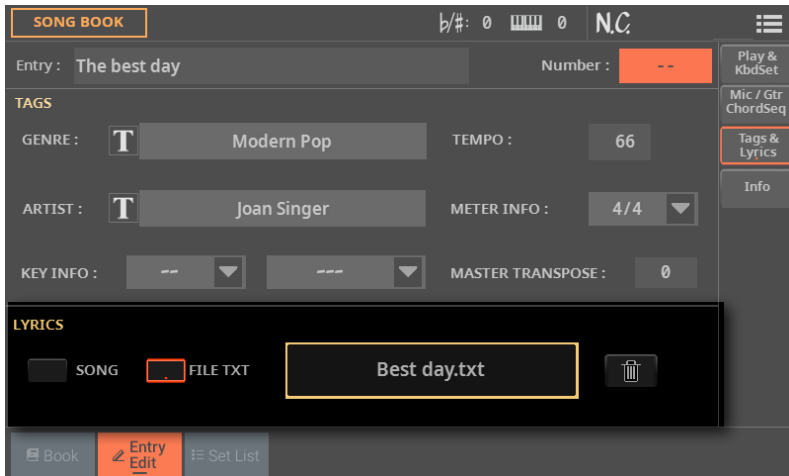 SONG BOOK
♭/♯: 0
0
N.C.
Entry : The best day
Number : --
Play & KbdSet
TAGS
Mic / Gtr ChordSeq
GENRE : T Modern Pop
TEMPO : 66
Tags & Lyrics
Info
ARTIST : T Joan Singer
METER INFO : 4/4
KEY INFO : -- ---
MASTER TRANSPOSE : 0
LYRICS
SONG
FILE TXT
Best day.txt
Book
Entry Edit
Set List